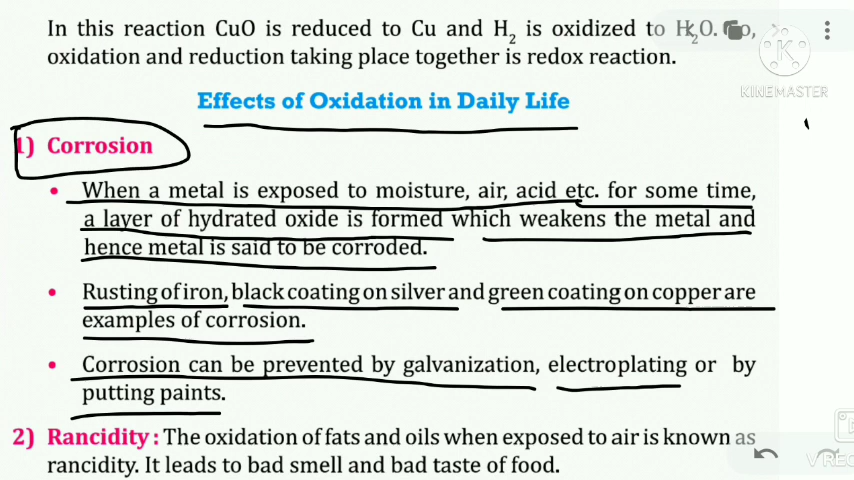 In this reaction CuO is reduced to Cu and H₂ is oxidized to H₂O. So,
oxidation and reduction taking place together is redox reaction.
KINEMASTER
Effects of Oxidation in Daily Life
1) Corrosion
• When a metal is exposed to moisture, air, acid etc. for some time,
a layer of hydrated oxide is formed which weakens the metal and
hence metal is said to be corroded.
• Rusting of iron, black coating on silver and green coating on copper are
examples of corrosion.
• Corrosion can be prevented by galvanization, electroplating or by
putting paints.
2) Rancidity : The oxidation of fats and oils when exposed to air is known as
rancidity. It leads to bad smell and bad taste of food.